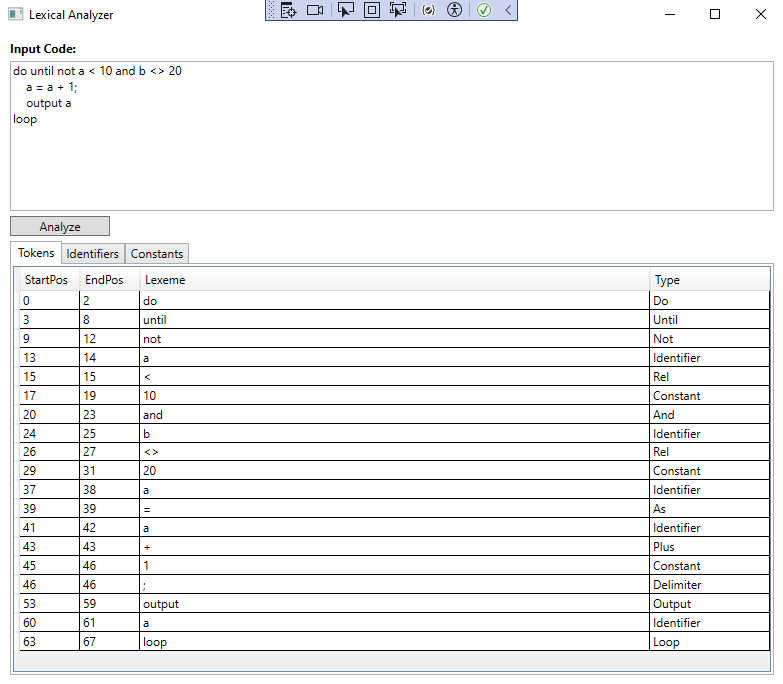 Lexical Analyzer
Input Code:
do until not a < 10 and b <> 20
    a = a + 1;
    output a
loop
Analyze
Tokens Identifiers Constants
StartPos EndPos Lexeme Type
0 2 do Do
3 8 until Until
9 12 not Not
13 14 a Identifier
15 15 < Rel
17 19 10 Constant
20 23 and And
24 25 b Identifier
26 27 <> Rel
29 31 20 Constant
37 38 a Identifier
39 39 = As
41 42 a Identifier
43 43 + Plus
45 46 1 Constant
46 46 ; Delimiter
53 59 output Output
60 61 a Identifier
63 67 loop Loop